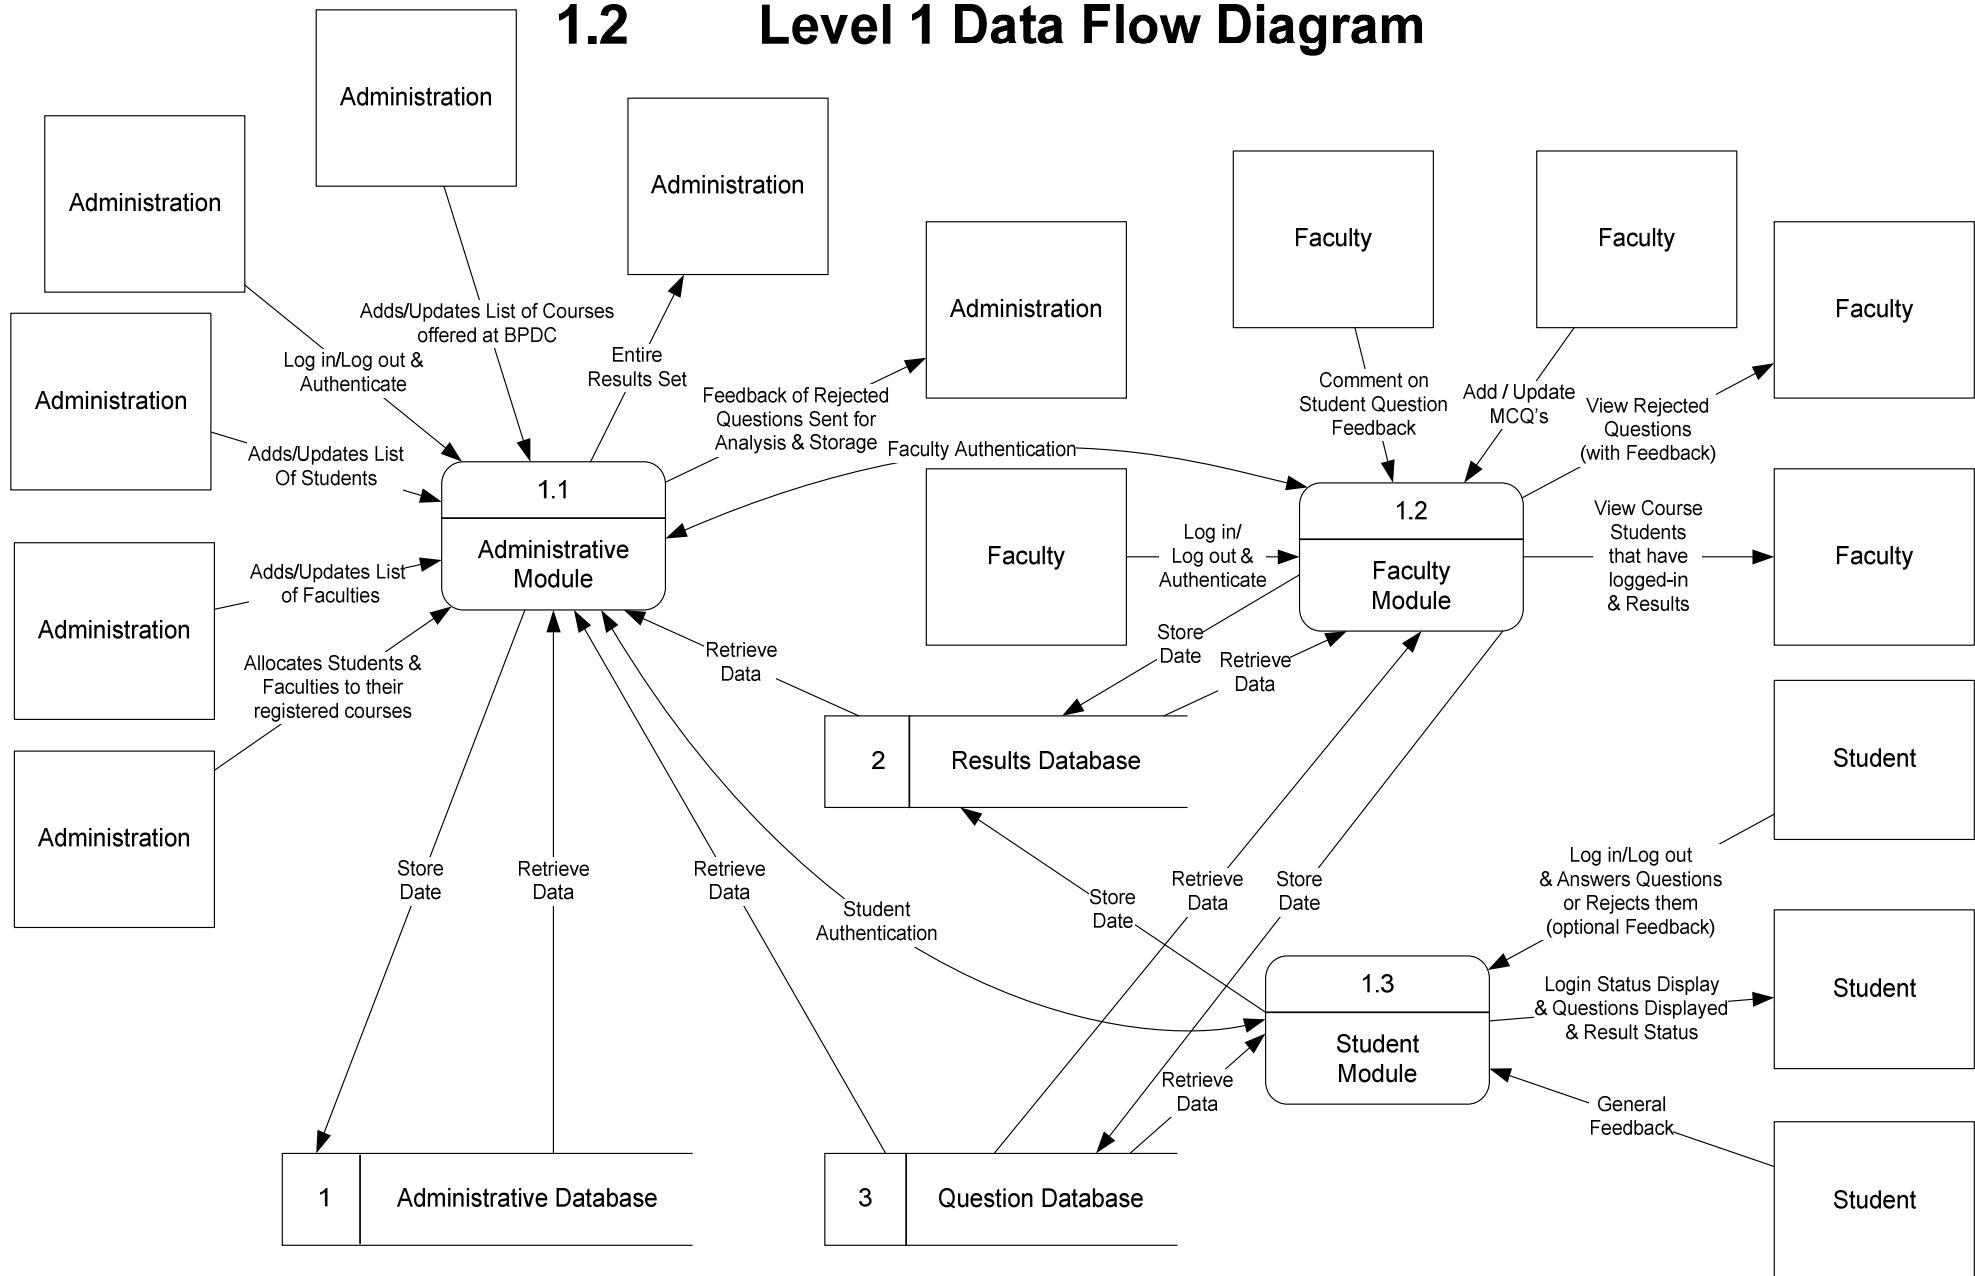 1.2 Level 1 Data Flow Diagram
Administration
Administration
Administration
Administration
Administration
Administration
Administration
Faculty
Faculty
Faculty
Faculty
Faculty
Log in/Log out &
Authenticate
Adds/Updates List of Courses
offered at BPDC
Entire
Results Set
Feedback of Rejected
Questions Sent for
Analysis & Storage
Adds/Updates List
Of Students
Adds/Updates List
of Faculties
Allocates Students &
Faculties to their
registered courses
Faculty Authentication
Comment on
Student Question
Feedback
Add / Update
MCQ's
View Rejected
Questions
(with Feedback)
View Course
Students
that have
logged-in
& Results
Log in/
Log out &
Authenticate
1.1
Administrative
Module
1.2
Faculty
Module
Store
Date
Retrieve
Data
Retrieve
Data
2
Results Database
Store
Date
Retrieve
Data
Retrieve
Data
Student
Authentication
Store
Date
Retrieve
Data
Store
Date
Student
Log in/Log out
& Answers Questions
or Rejects them
(optional Feedback)
1.3
Student
Module
Login Status Display
& Questions Displayed
& Result Status
Student
Retrieve
Data
General
Feedback
Student
1
Administrative Database
3
Question Database